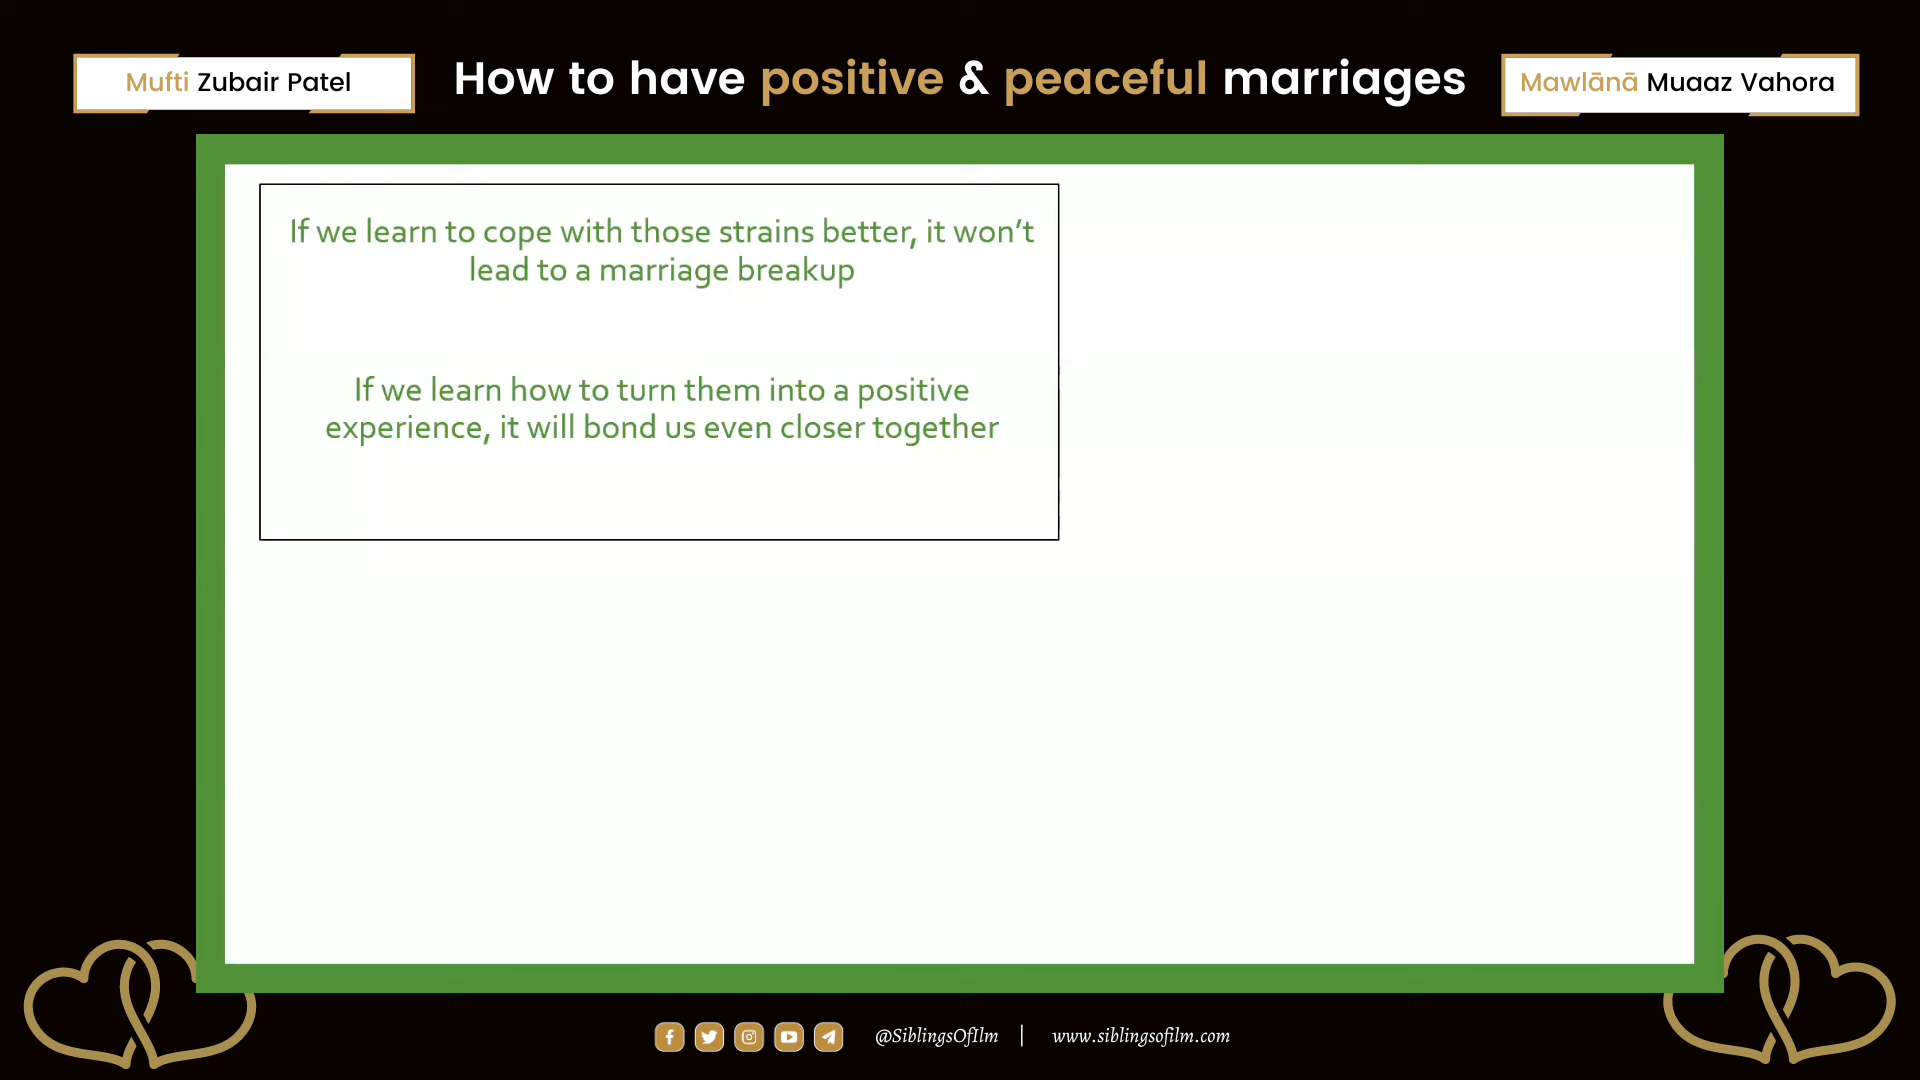 Mufti Zubair Patel
How to have positive & peaceful marriages
Mawlānā Muaaz Vahora
If we learn to cope with those strains better, it won’t
lead to a marriage breakup
If we learn how to turn them into a positive
experience, it will bond us even closer together
@SiblingsOfIlm | www.siblingsofilm.com